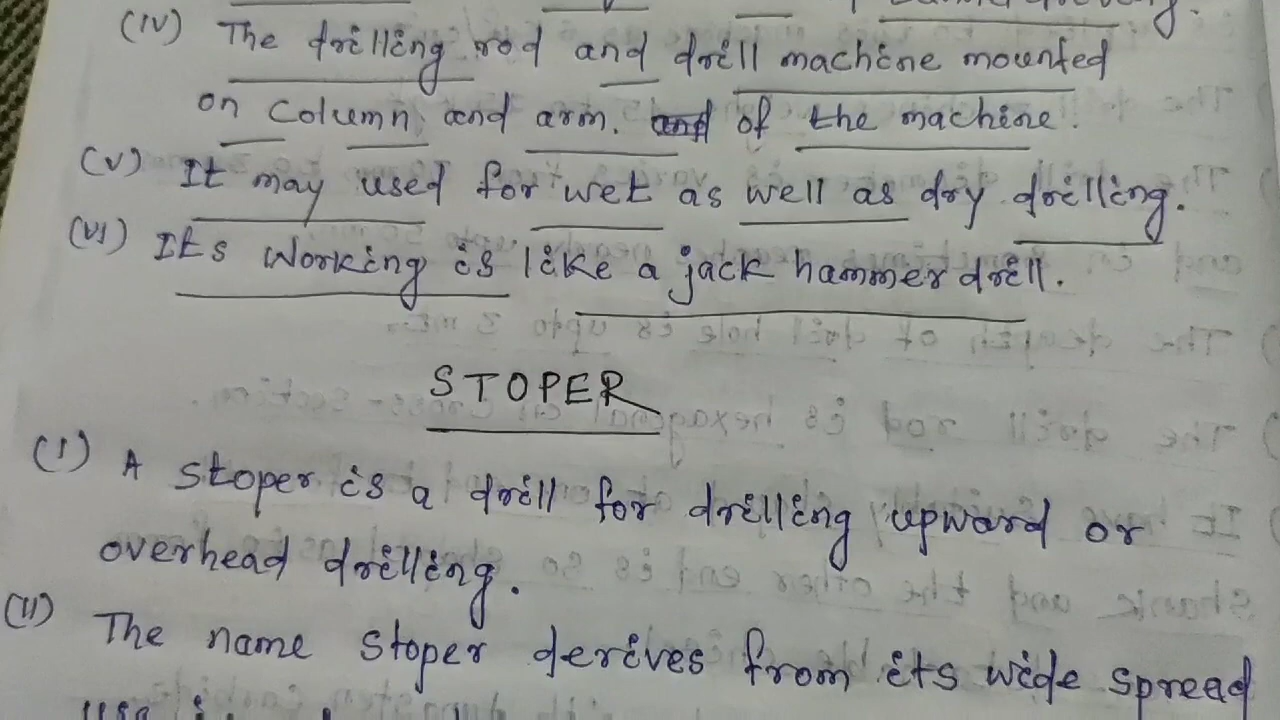 (IV) The drilling rod and drill machine mounted
on column and arm. and of the machine.
(V) It may used for wet as well as dry drilling.
(VI) Its working is like a jack hammer drill.
STOPER
(I) A stoper is a drill for drilling upward or
overhead drilling.
(II) The name stoper derives from its wide spread